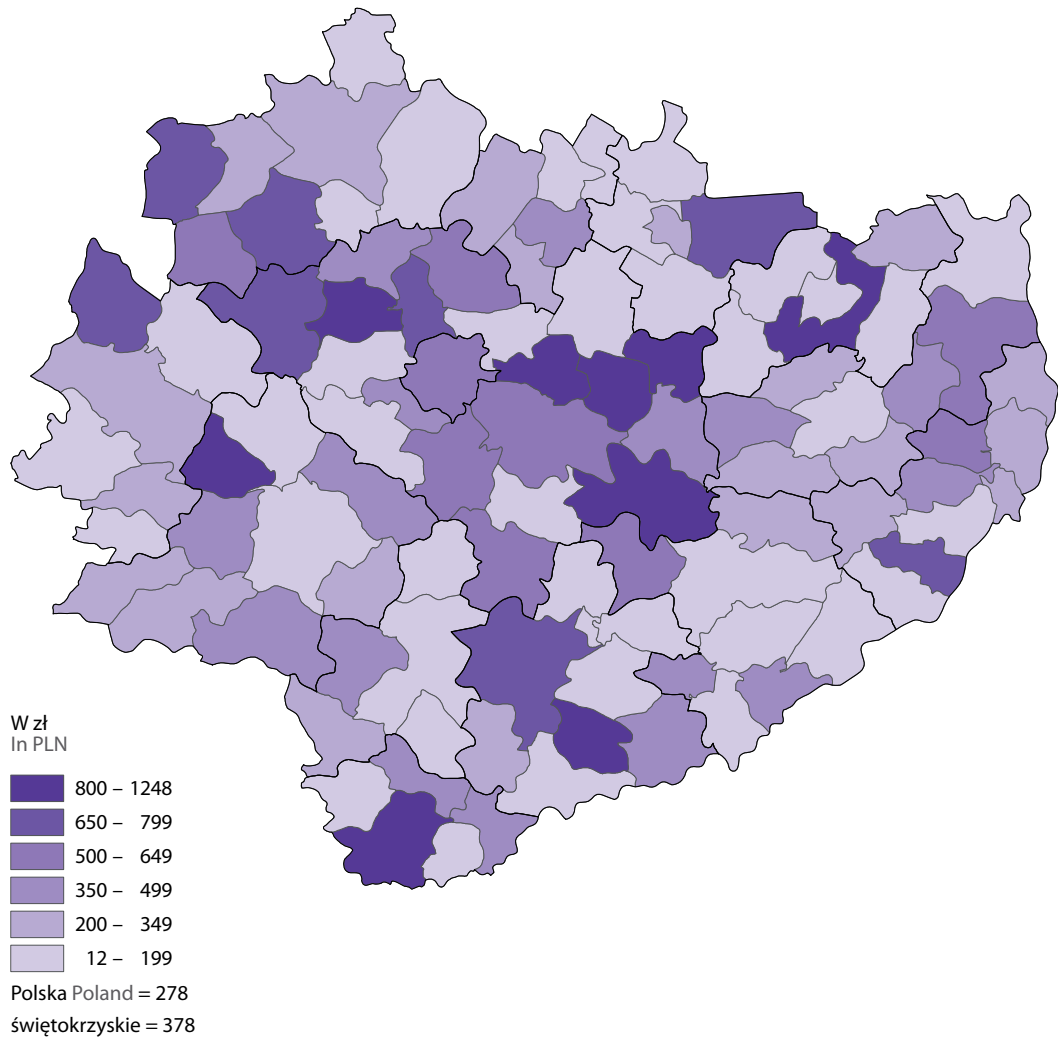 W zł
In PLN
800 – 1248
650 – 799
500 – 649
350 – 499
200 – 349
12 – 199
Polska Poland = 278
świętokrzyskie = 378